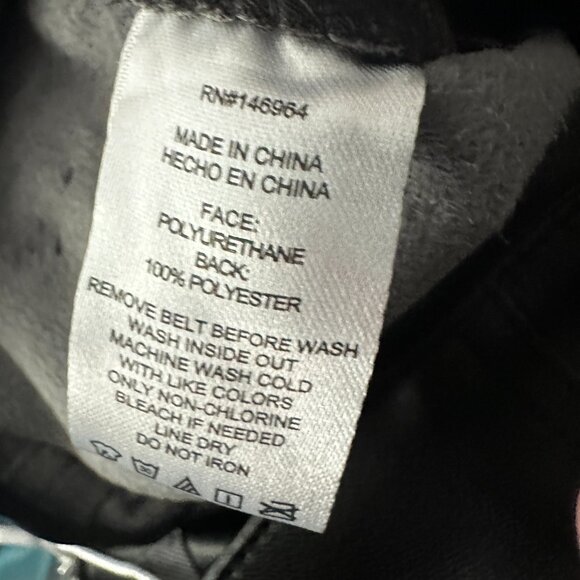 RN#146964
MADE IN CHINA
HECHO EN CHINA
FACE:
POLYURETHANE
BACK:
100% POLYESTER
REMOVE BELT BEFORE WASH
WASH INSIDE OUT
MACHINE WASH COLD
WITH LIKE COLORS
ONLY NON-CHLORINE
BLEACH IF NEEDED
LINE DRY
DO NOT IRON